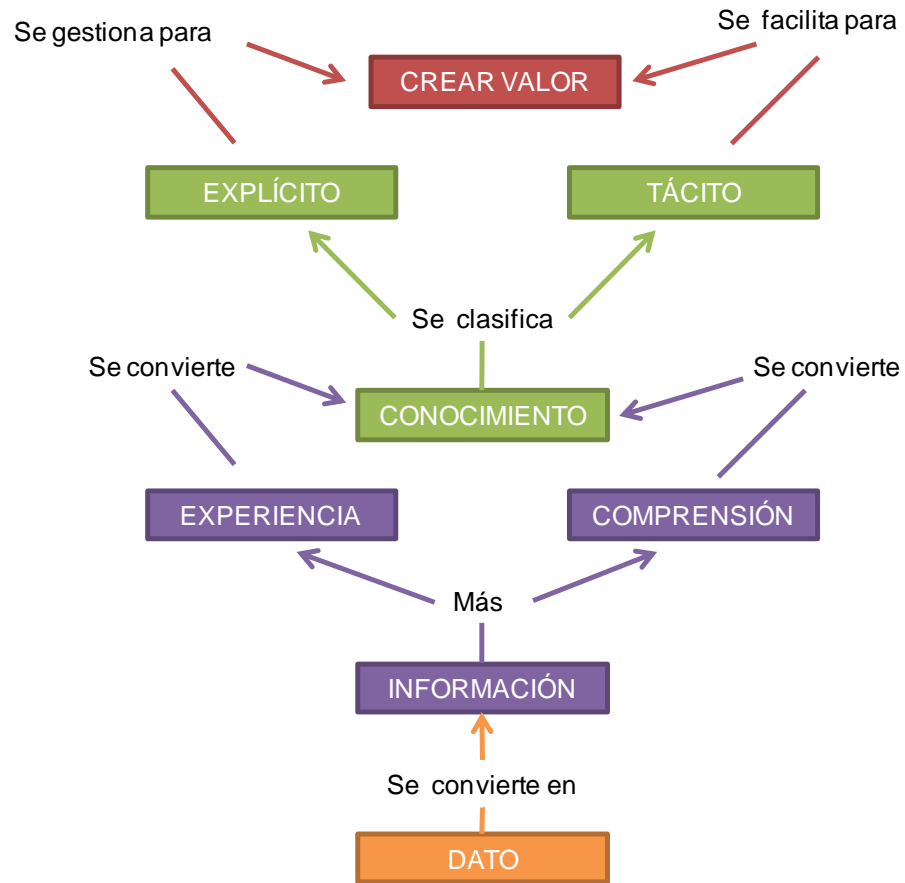 Se gestiona para
Se facilita para
CREAR VALOR
EXPLÍCITO
TÁCITO
Se clasifica
Se convierte
Se convierte
CONOCIMIENTO
EXPERIENCIA
COMPRENSIÓN
Más
INFORMACIÓN
Se convierte en
DATO